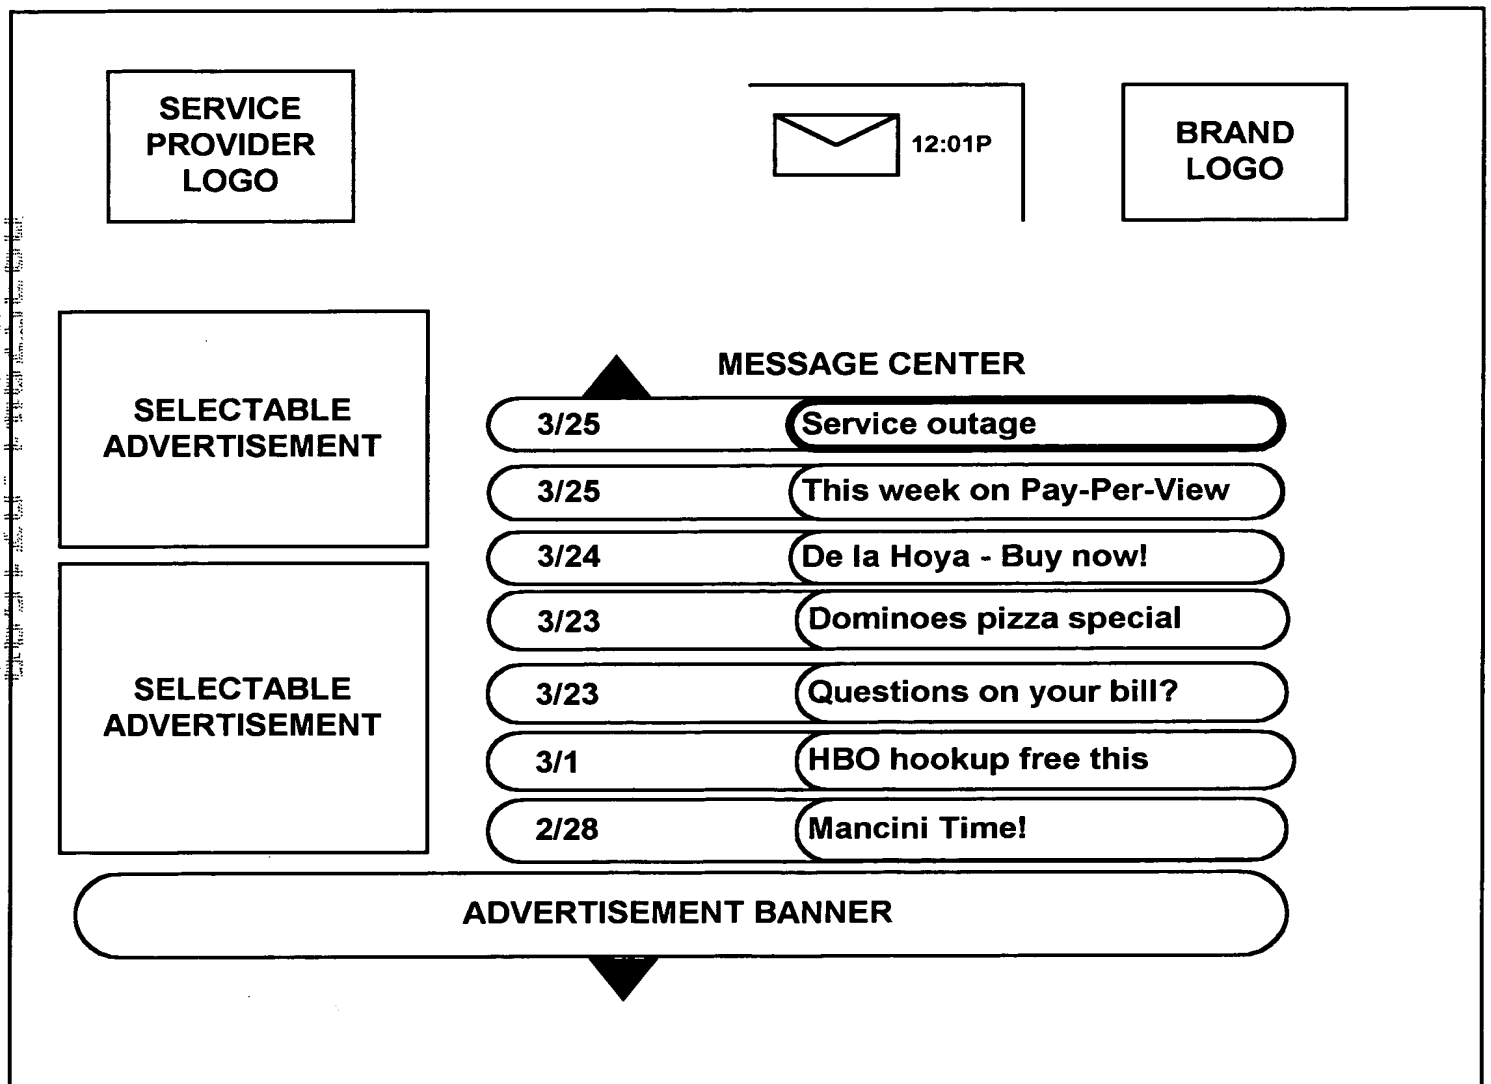 SERVICE
PROVIDER
LOGO
12:01P
BRAND
LOGO
SELECTABLE
ADVERTISEMENT
SELECTABLE
ADVERTISEMENT
MESSAGE CENTER
3/25 Service outage
3/25 This week on Pay-Per-View
3/24 De la Hoya - Buy now!
3/23 Dominoes pizza special
3/23 Questions on your bill?
3/1 HBO hookup free this
2/28 Mancini Time!
ADVERTISEMENT BANNER